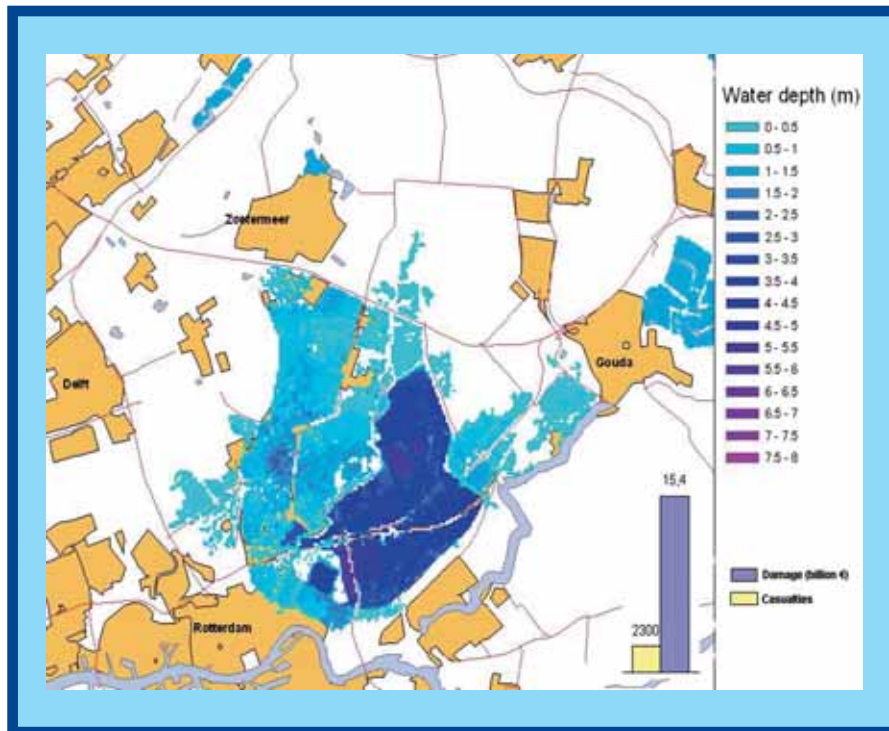 Water depth (m)
0 - 0.5
0.5 - 1
1 - 1.5
1.5 - 2
2 - 2.5
2.5 - 3
3 - 3.5
3.5 - 4
4 - 4.5
4.5 - 5
5 - 5.5
5.5 - 6
6 - 6.5
6.5 - 7
7 - 7.5
7.5 - 8
Zoetermeer
Gouda
Delft
Rotterdam
15,4
2300
Damage (billion €)
Casualties